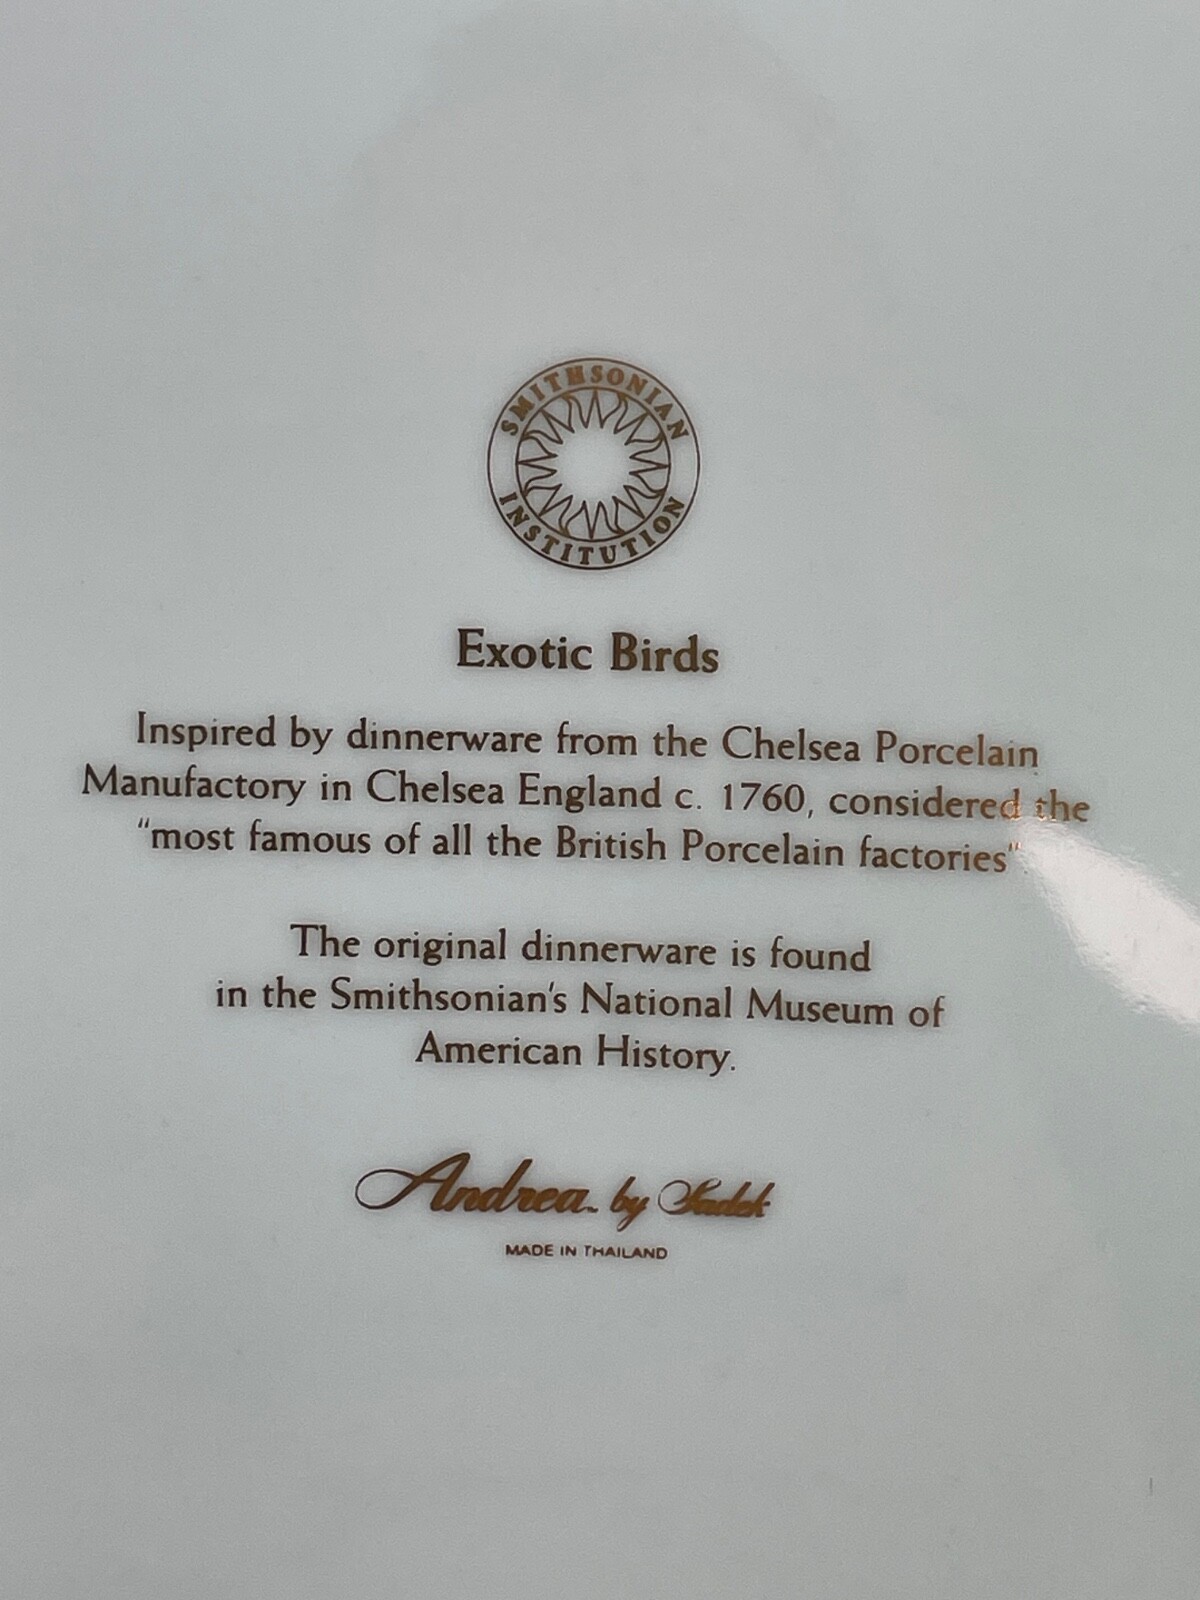 SMITHSONIAN
INSTITUTION
Exotic Birds
Inspired by dinnerware from the Chelsea Porcelain
Manufactory in Chelsea England c. 1760, considered the
"most famous of all the British Porcelain factories".
The original dinnerware is found
in the Smithsonian's National Museum of
American History.
Andrea™ by Sadek
MADE IN THAILAND